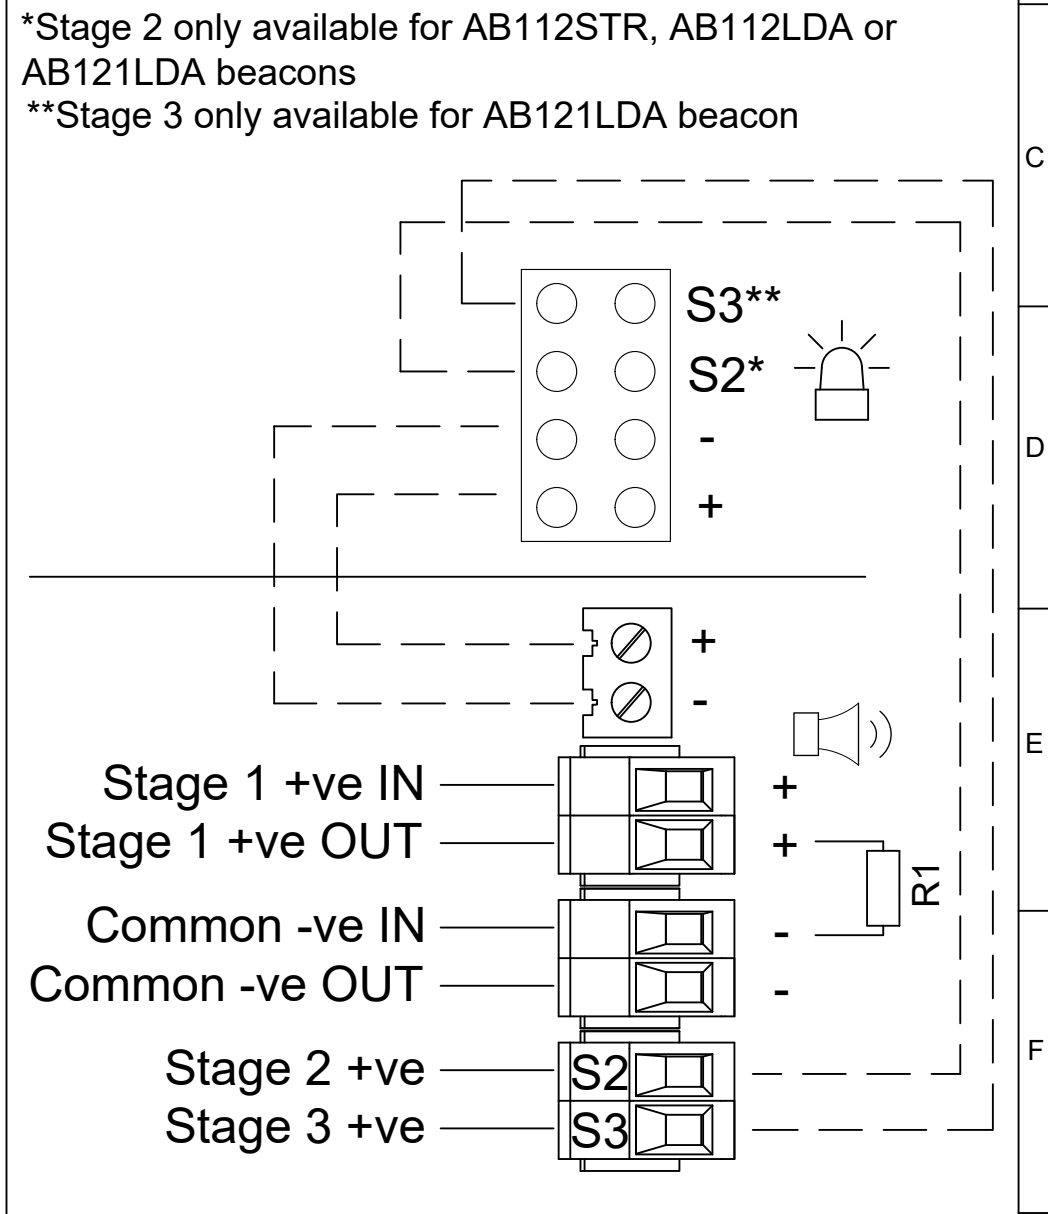 *Stage 2 only available for AB112STR, AB112LDA or
AB121LDA beacons
**Stage 3 only available for AB121LDA beacon
C
S3**
S2*
-
D
+
+
-
E
Stage 1 +ve IN
+
Stage 1 +ve OUT
+
R1
Common -ve IN
-
Common -ve OUT
-
F
Stage 2 +ve
S2
Stage 3 +ve
S3